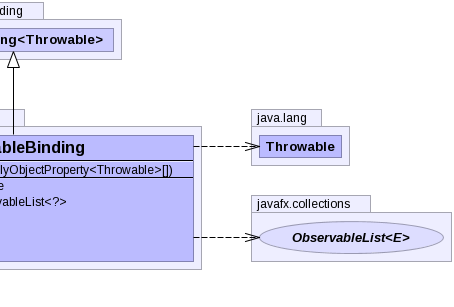 ding
ng<Throwable>
ableBinding
lyObjectProperty<Throwable>[])
e
vableList<?>
java.lang
Throwable
javafx.collections
ObservableList<E>